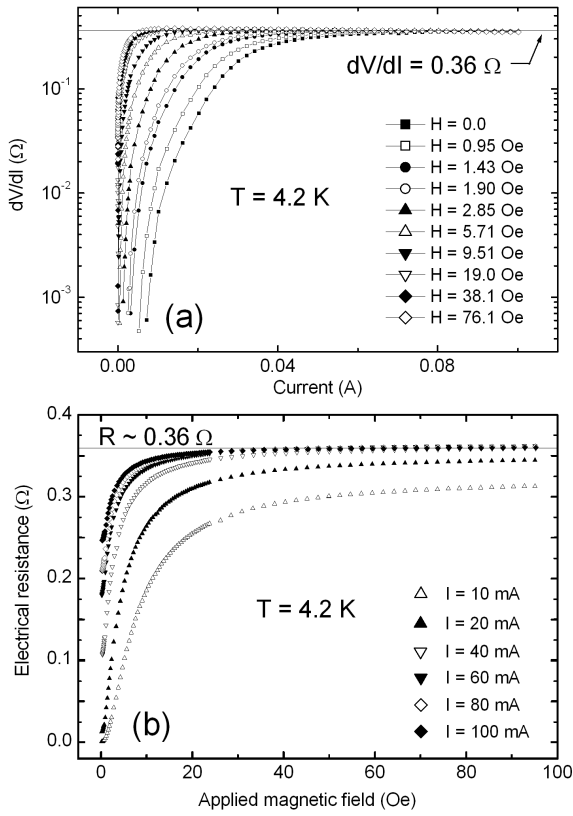 (a)
dV/dI (Ω)
10⁻¹
10⁻²
10⁻³
dV/dI = 0.36 Ω
T = 4.2 K
H = 0.0
H = 0.95 Oe
H = 1.43 Oe
H = 1.90 Oe
H = 2.85 Oe
H = 5.71 Oe
H = 9.51 Oe
H = 19.0 Oe
H = 38.1 Oe
H = 76.1 Oe
0.00 0.04 0.08
Current (A)
R ~ 0.36 Ω
Electrical resistance (Ω)
0.4
0.3
0.2
0.1
0.0
T = 4.2 K
I = 10 mA
I = 20 mA
I = 40 mA
I = 60 mA
I = 80 mA
I = 100 mA
(b)
0 20 40 60 80 100
Applied magnetic field (Oe)